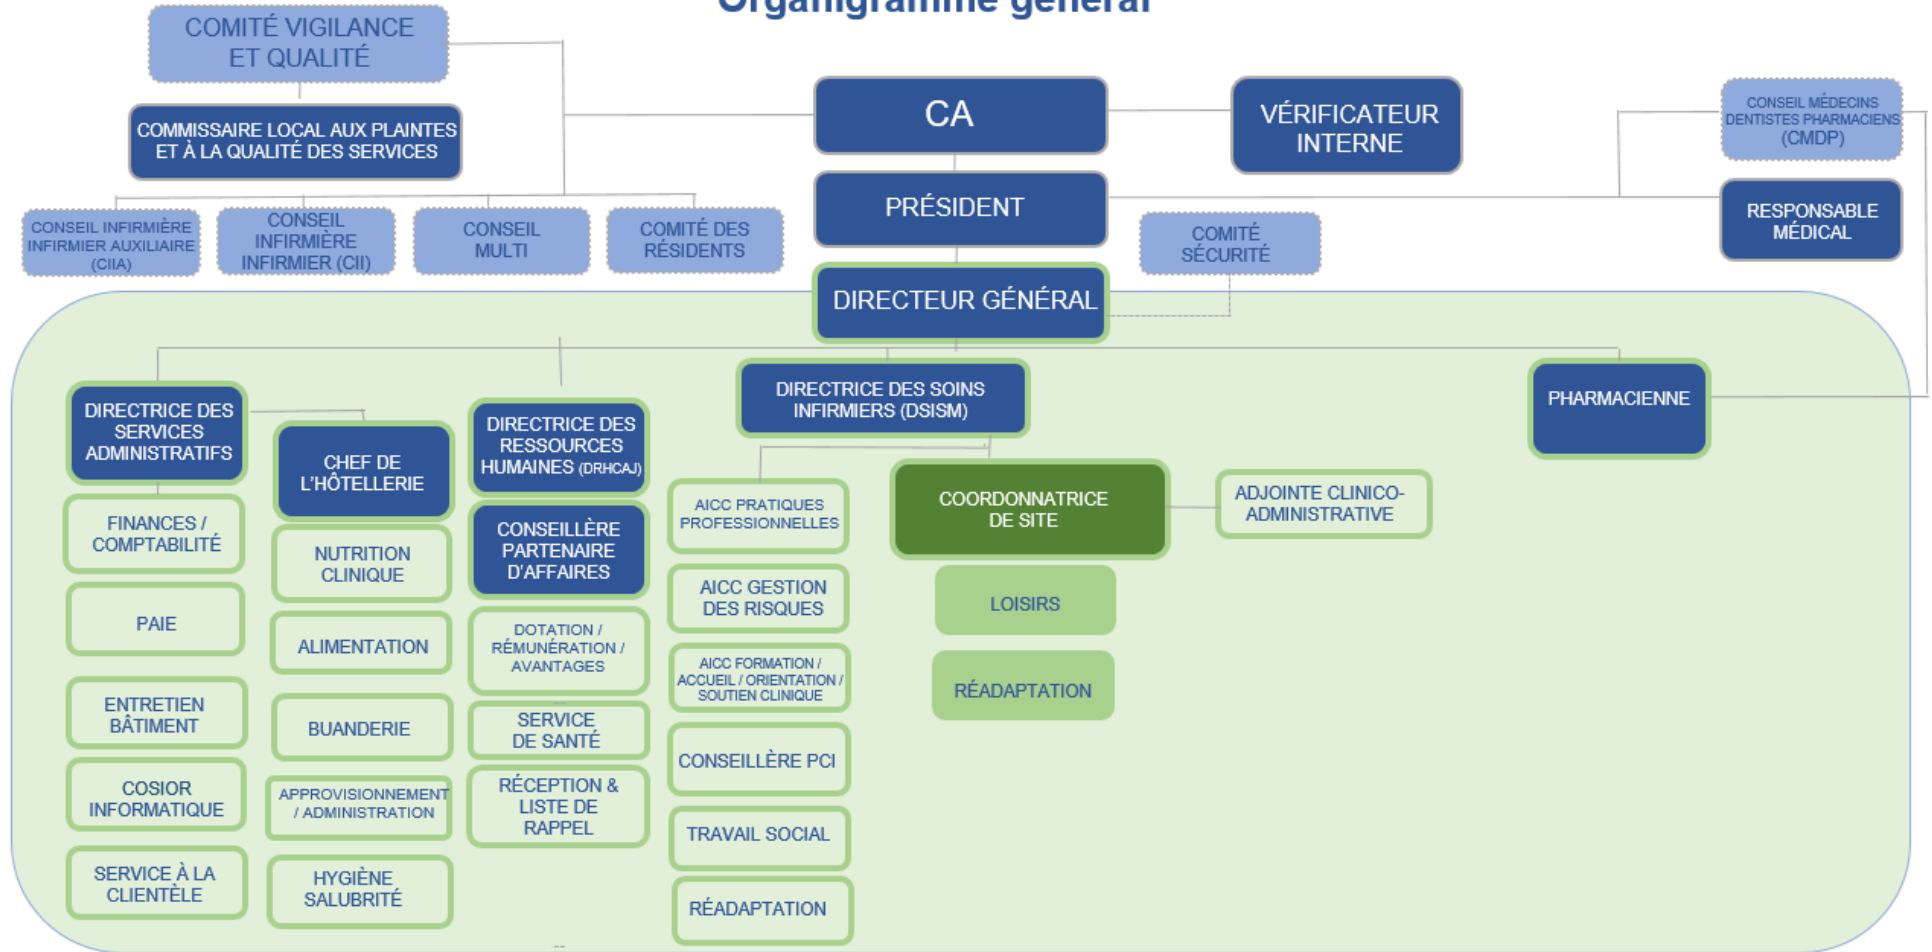 Organigramme général
COMITÉ VIGILANCE
ET QUALITÉ
COMMISSAIRE LOCAL AUX PLAINTES
ET À LA QUALITÉ DES SERVICES
CA
VÉRIFICATEUR
INTERNE
CONSEIL MÉDECINS
DENTISTES PHARMACIENS
(CMDP)
PRÉSIDENT
RESPONSABLE
MÉDICAL
CONSEIL INFIRMIÈRE
INFIRMIER AUXILIAIRE
(CIIA)
CONSEIL
INFIRMIÈRE
INFIRMIER (CII)
CONSEIL
MULTI
COMITÉ DES
RÉSIDENTS
COMITÉ
SÉCURITÉ
DIRECTEUR GÉNÉRAL
DIRECTRICE DES
SERVICES
ADMINISTRATIFS
FINANCES /
COMPTABILITÉ
PAIE
ENTRETIEN
BÂTIMENT
COSIOR
INFORMATIQUE
SERVICE À LA
CLIENTÈLE
CHEF DE
L'HÔTELLERIE
NUTRITION
CLINIQUE
ALIMENTATION
BUANDERIE
APPROVISIONNEMENT
/ ADMINISTRATION
HYGIÈNE
SALUBRITÉ
DIRECTRICE DES
RESSOURCES
HUMAINES (DRHCAJ)
CONSEILLÈRE
PARTENAIRE
D'AFFAIRES
DOTATION /
RÉMUNÉRATION /
AVANTAGES
SERVICE
DE SANTÉ
RÉCEPTION &
LISTE DE
RAPPEL
DIRECTRICE DES SOINS
INFIRMIERS (DSISM)
AICC PRATIQUES
PROFESSIONNELLES
AICC GESTION
DES RISQUES
AICC FORMATION /
ACCUEIL / ORIENTATION /
SOUTIEN CLINIQUE
CONSEILLÈRE PCI
TRAVAIL SOCIAL
RÉADAPTATION
COORDONNATRICE
DE SITE
LOISIRS
RÉADAPTATION
ADJOINTE CLINICO-
ADMINISTRATIVE
PHARMACIENNE